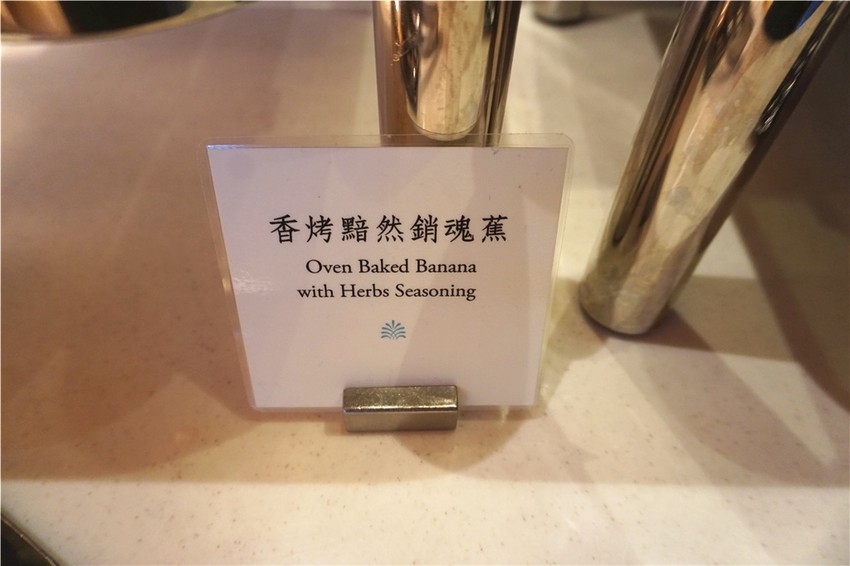 香烤黯然銷魂蕉
Oven Baked Banana
with Herbs Seasoning